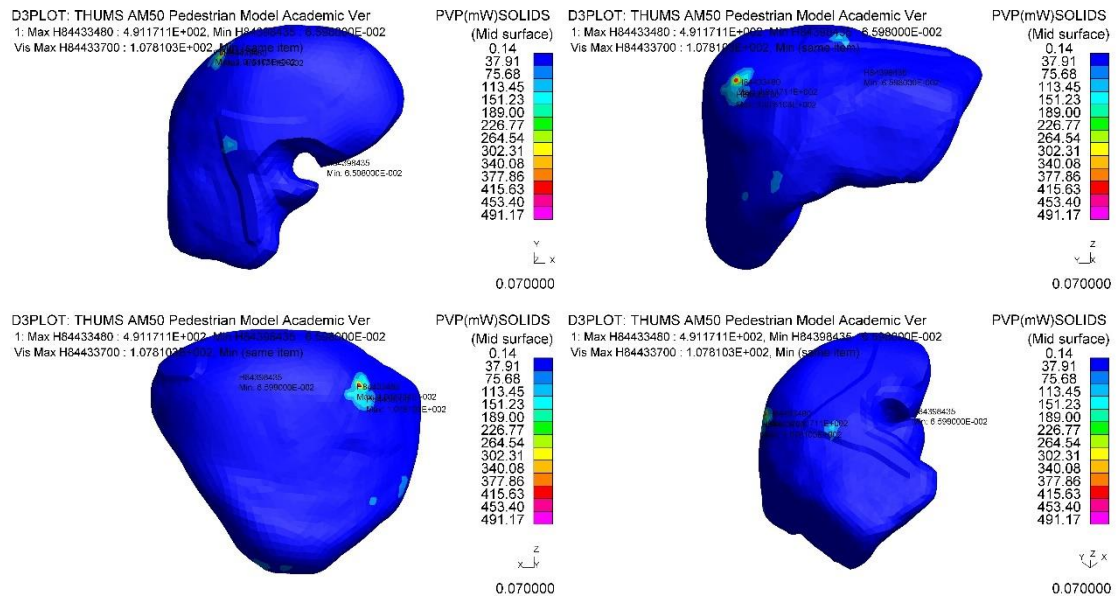 D3PLOT: THUMS AM50 Pedestrian Model Academic Ver
1: Max H84433480 : 4.911711E+002, Min H84398435 : 6.598000E-002
Vis Max H84433700 : 1.078103E+002, Min (same item)
H84398435
Min: 6.598000E-002
PVP(mW)SOLIDS
(Mid surface)
0.14
37.91
75.68
113.45
151.23
189.00
226.77
264.54
302.31
340.08
377.86
415.63
453.40
491.17
Y
Z X
0.070000
D3PLOT: THUMS AM50 Pedestrian Model Academic Ver
1: Max H84433480 : 4.911711E+002, Min H84398435 : 6.598000E-002
Vis Max H84433700 : 1.078103E+002, Min (same item)
H84398435
Min: 6.598000E-002
PVP(mW)SOLIDS
(Mid surface)
0.14
37.91
75.68
113.45
151.23
189.00
226.77
264.54
302.31
340.08
377.86
415.63
453.40
491.17
Z
Y X
0.070000
D3PLOT: THUMS AM50 Pedestrian Model Academic Ver
1: Max H84433480 : 4.911711E+002, Min H84398435 : 6.598000E-002
Vis Max H84433700 : 1.078103E+002, Min (same item)
H84398435
Min: 6.598000E-002
PVP(mW)SOLIDS
(Mid surface)
0.14
37.91
75.68
113.45
151.23
189.00
226.77
264.54
302.31
340.08
377.86
415.63
453.40
491.17
Z
X Y
0.070000
D3PLOT: THUMS AM50 Pedestrian Model Academic Ver
1: Max H84433480 : 4.911711E+002, Min H84398435 : 6.598000E-002
Vis Max H84433700 : 1.078103E+002, Min (same item)
H84398435
Min: 6.598000E-002
PVP(mW)SOLIDS
(Mid surface)
0.14
37.91
75.68
113.45
151.23
189.00
226.77
264.54
302.31
340.08
377.86
415.63
453.40
491.17
Z
Y X
0.070000